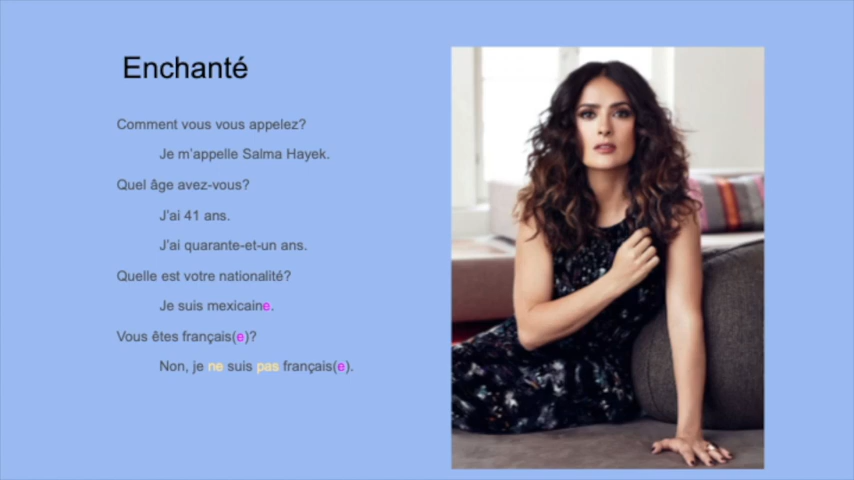 Enchanté
Comment vous vous appelez?
Je m'appelle Salma Hayek.
Quel âge avez-vous?
J'ai 41 ans.
J'ai quarante-et-un ans.
Quelle est votre nationalité?
Je suis mexicaine.
Vous êtes français(e)?
Non, je ne suis pas français(e).